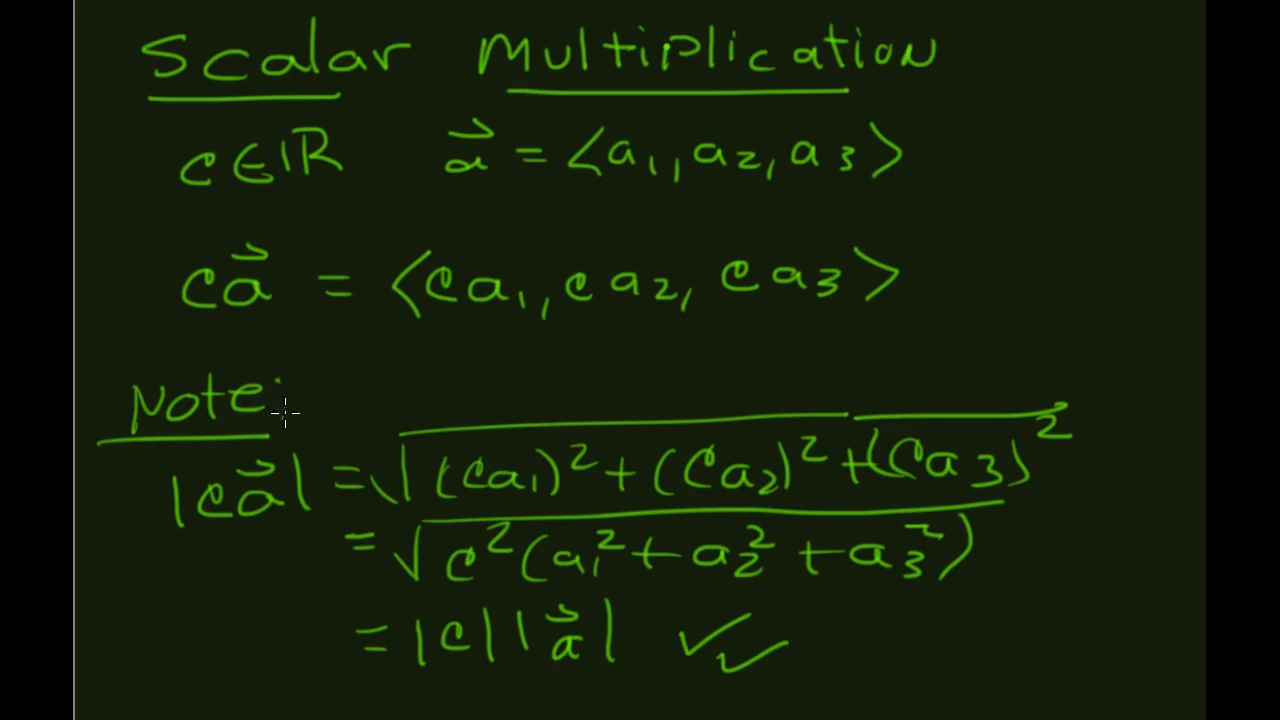 Scalar Multiplication
c∈ℝ a⃗ = <a₁, a₂, a₃>
ca⃗ = <ca₁, ca₂, ca₃>
Note:
|ca⃗| = √((ca₁)² + (ca₂)² + (ca₃)²)
= √(c²(a₁² + a₂² + a₃²))
= |c| |a⃗| ✓✓